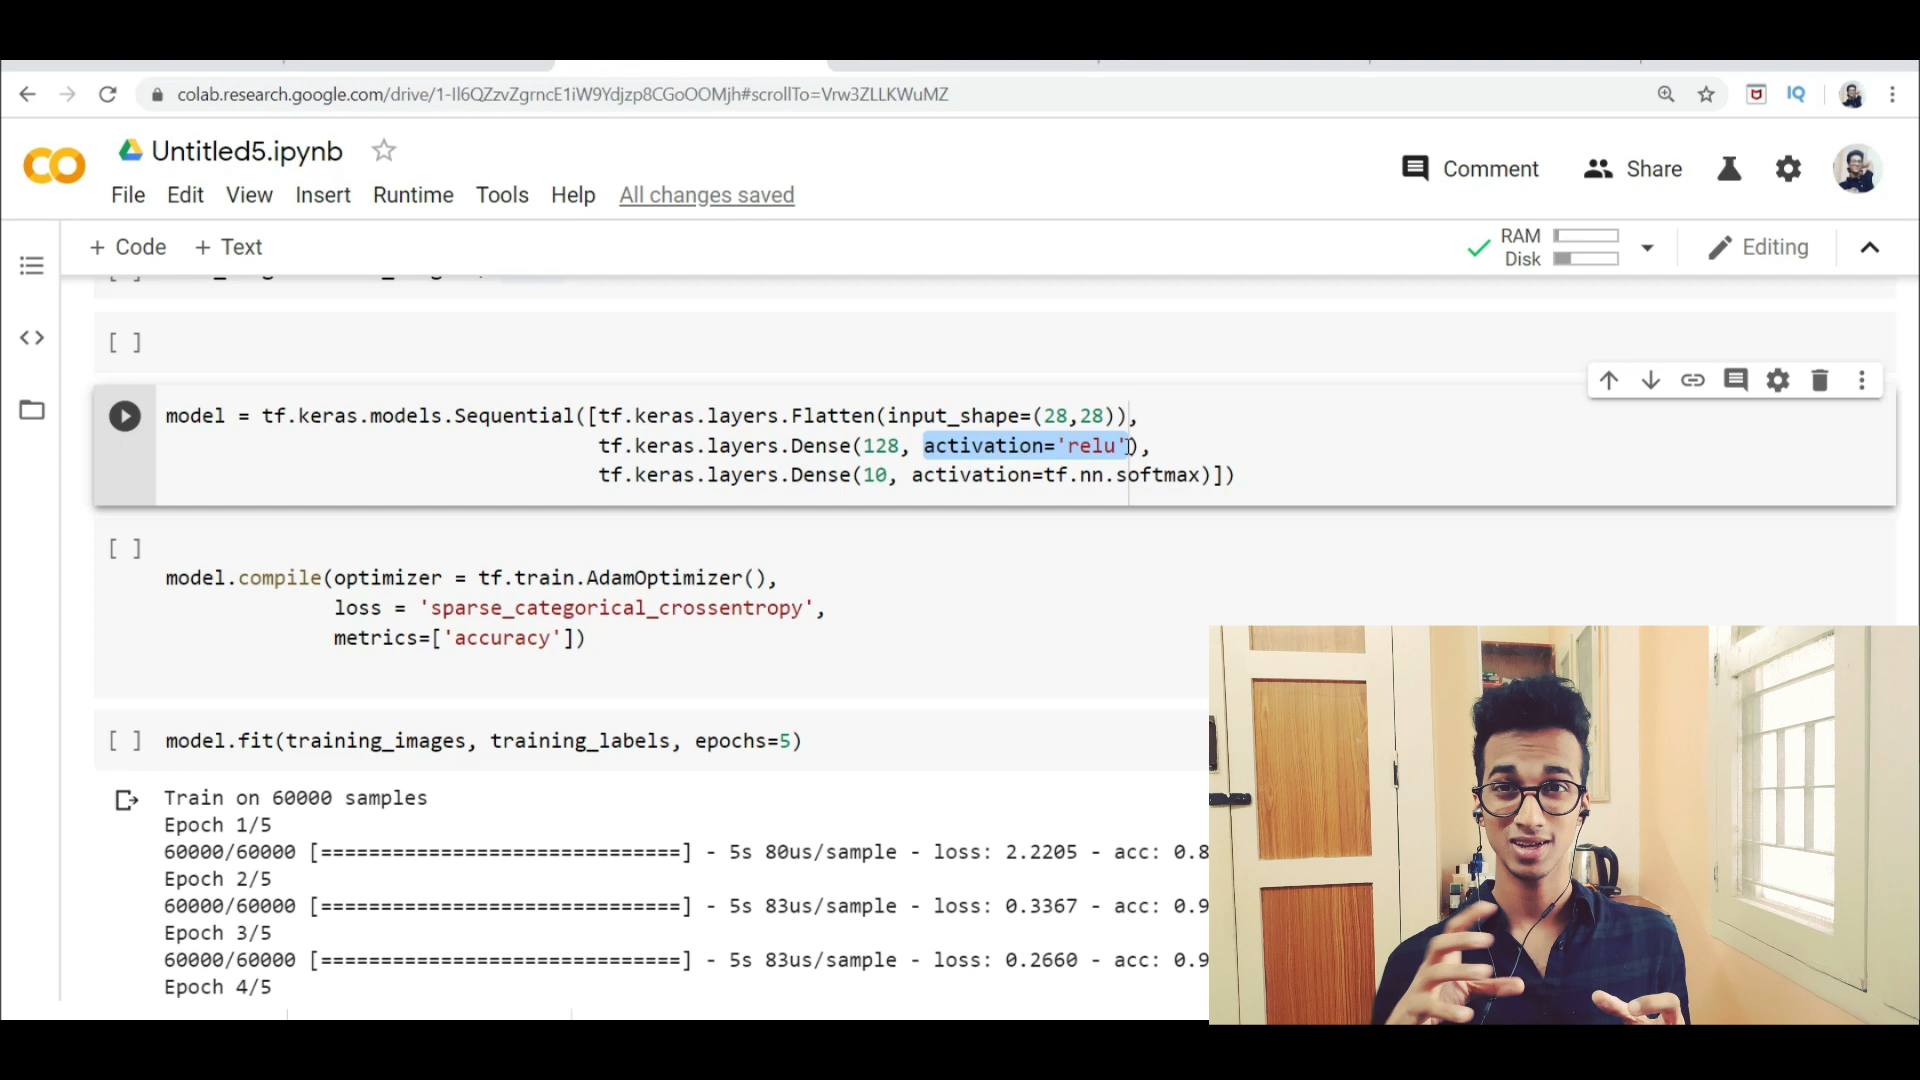 colab.research.google.com/drive/1-Il6QZzvZgrncE1iW9Ydjzp8CGoOOMjh#scrollTo=Vrw3ZLLKWuMZ
IQ
CO
Untitled5.ipynb
Comment
Share
File Edit View Insert Runtime Tools Help All changes saved
+ Code + Text
RAM
Disk
Editing
[ ]
model = tf.keras.models.Sequential([tf.keras.layers.Flatten(input_shape=(28,28)),
tf.keras.layers.Dense(128, activation='relu'),
tf.keras.layers.Dense(10, activation=tf.nn.softmax)])
[ ]
model.compile(optimizer = tf.train.AdamOptimizer(),
loss = 'sparse_categorical_crossentropy',
metrics=['accuracy'])
[ ] model.fit(training_images, training_labels, epochs=5)
Train on 60000 samples
Epoch 1/5
60000/60000 [==============================] - 5s 80us/sample - loss: 2.2205 - acc: 0.8
Epoch 2/5
60000/60000 [==============================] - 5s 83us/sample - loss: 0.3367 - acc: 0.9
Epoch 3/5
60000/60000 [==============================] - 5s 83us/sample - loss: 0.2660 - acc: 0.9
Epoch 4/5